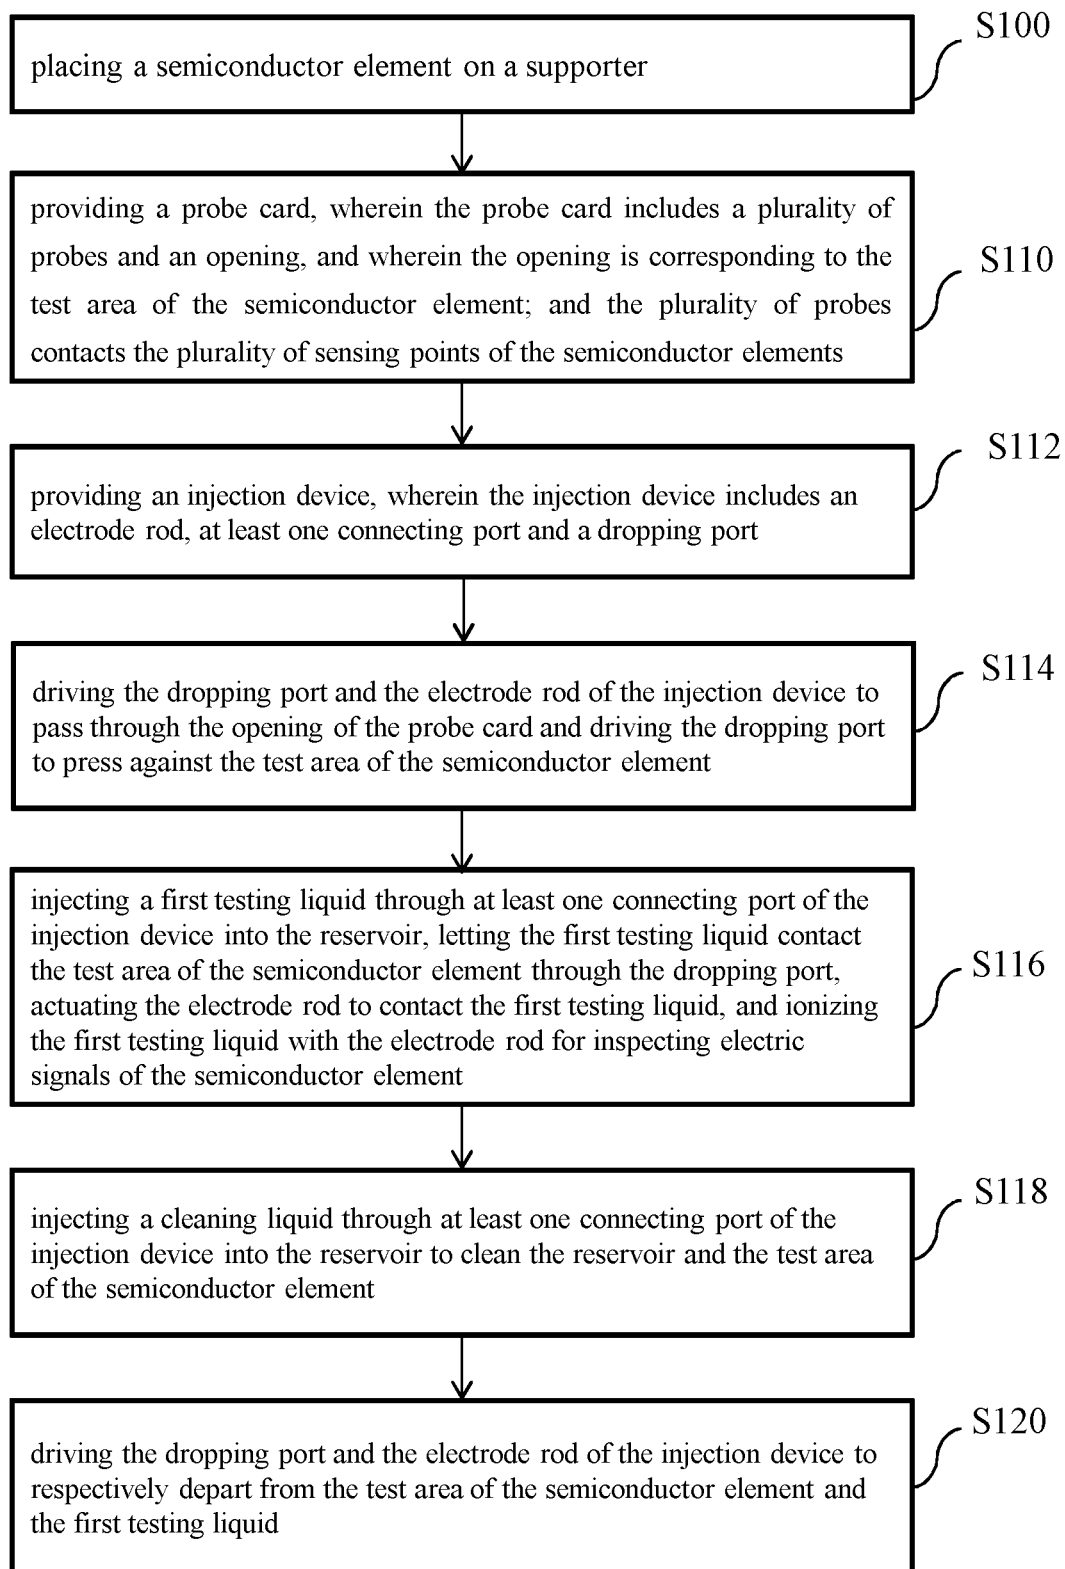 S100
placing a semiconductor element on a supporter
providing a probe card, wherein the probe card includes a plurality of
probes and an opening, and wherein the opening is corresponding to the
test area of the semiconductor element; and the plurality of probes
contacts the plurality of sensing points of the semiconductor elements
S110
providing an injection device, wherein the injection device includes an
electrode rod, at least one connecting port and a dropping port
S112
driving the dropping port and the electrode rod of the injection device to
pass through the opening of the probe card and driving the dropping port
to press against the test area of the semiconductor element
S114
injecting a first testing liquid through at least one connecting port of the
injection device into the reservoir, letting the first testing liquid contact
the test area of the semiconductor element through the dropping port,
actuating the electrode rod to contact the first testing liquid, and ionizing
the first testing liquid with the electrode rod for inspecting electric
signals of the semiconductor element
S116
injecting a cleaning liquid through at least one connecting port of the
injection device into the reservoir to clean the reservoir and the test area
of the semiconductor element
S118
driving the dropping port and the electrode rod of the injection device to
respectively depart from the test area of the semiconductor element and
the first testing liquid
S120